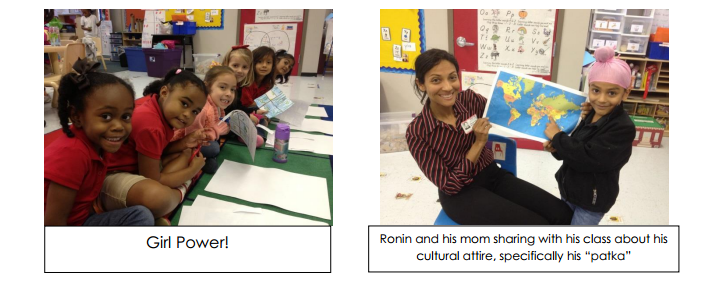 Girl Power!
Ronin and his mom sharing with his class about his
cultural attire, specifically his “patka”